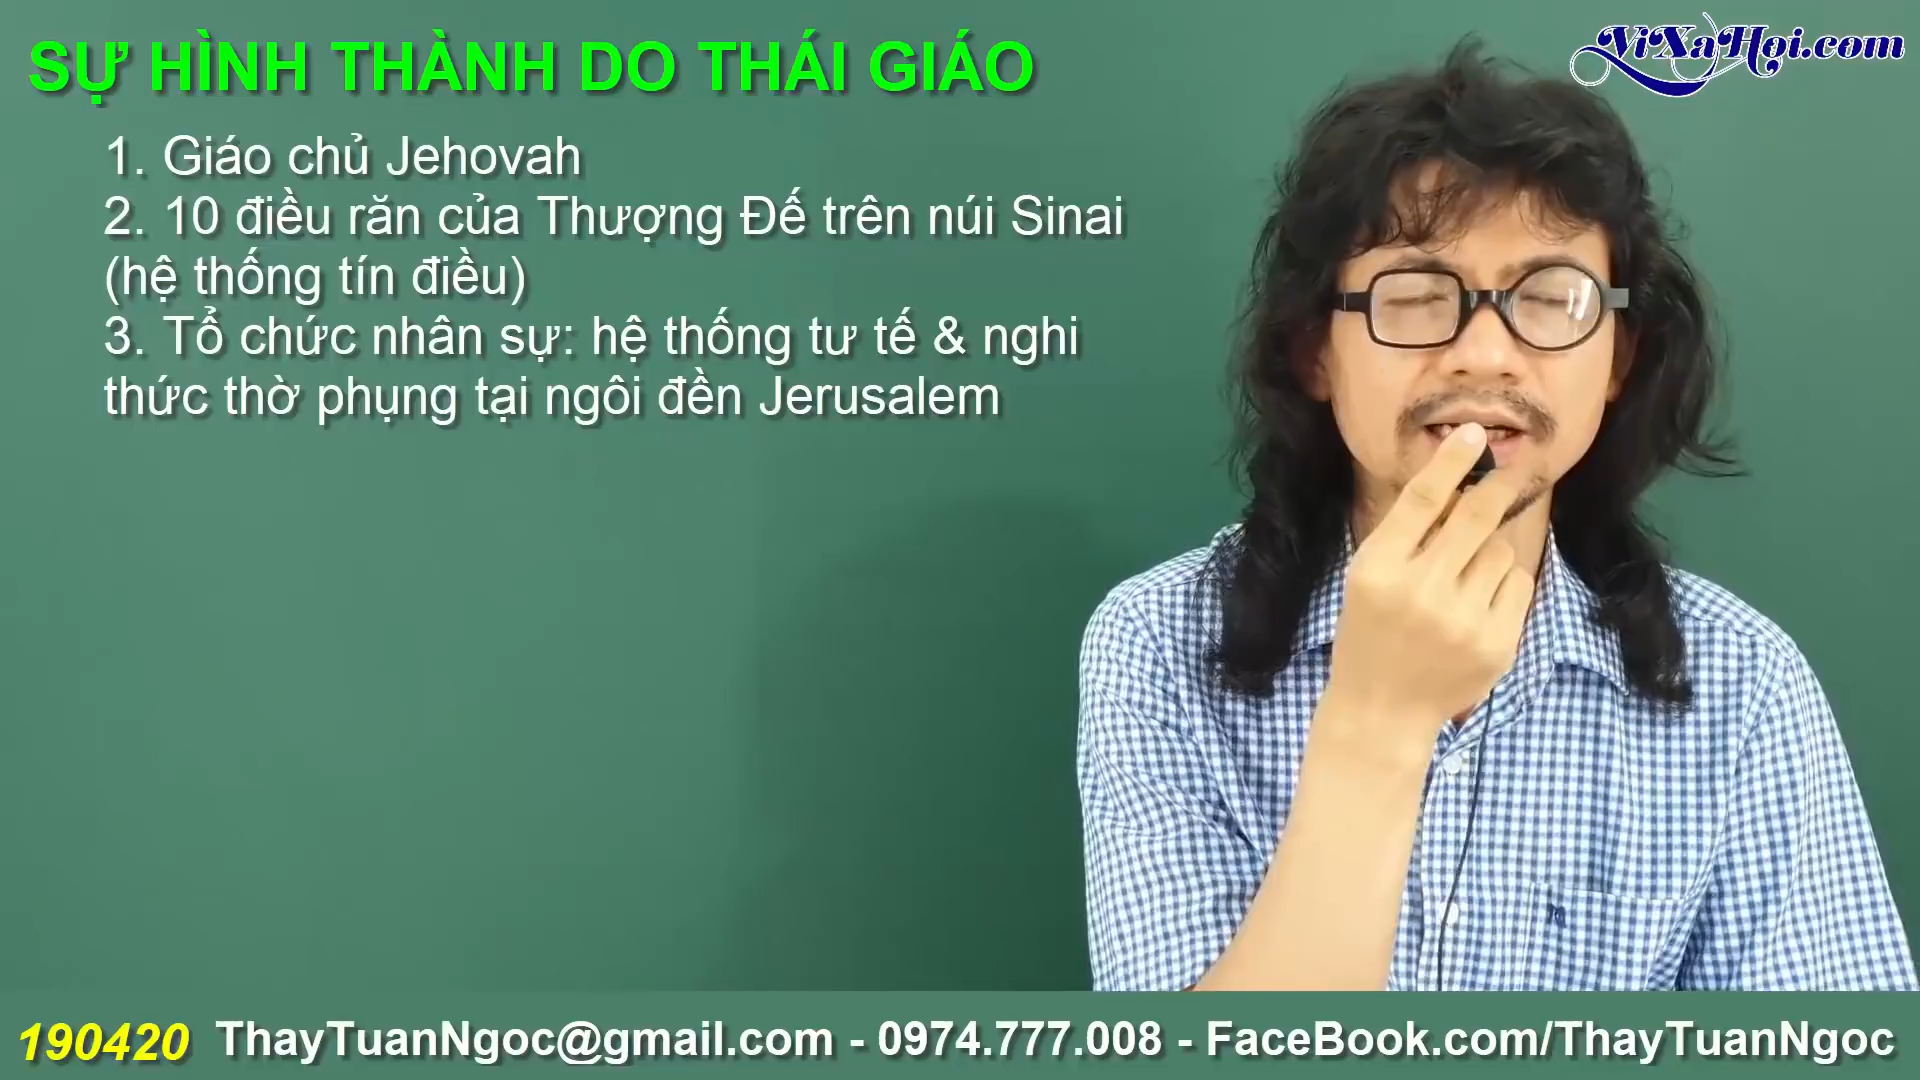 SỰ HÌNH THÀNH DO THÁI GIÁO
ViXaHoi.com
1. Giáo chủ Jehovah
2. 10 điều răn của Thượng Đế trên núi Sinai
(hệ thống tín điều)
3. Tổ chức nhân sự: hệ thống tư tế & nghi
thức thờ phụng tại ngôi đền Jerusalem
190420 ThayTuanNgoc@gmail.com - 0974.777.008 - FaceBook.com/ThayTuanNgoc